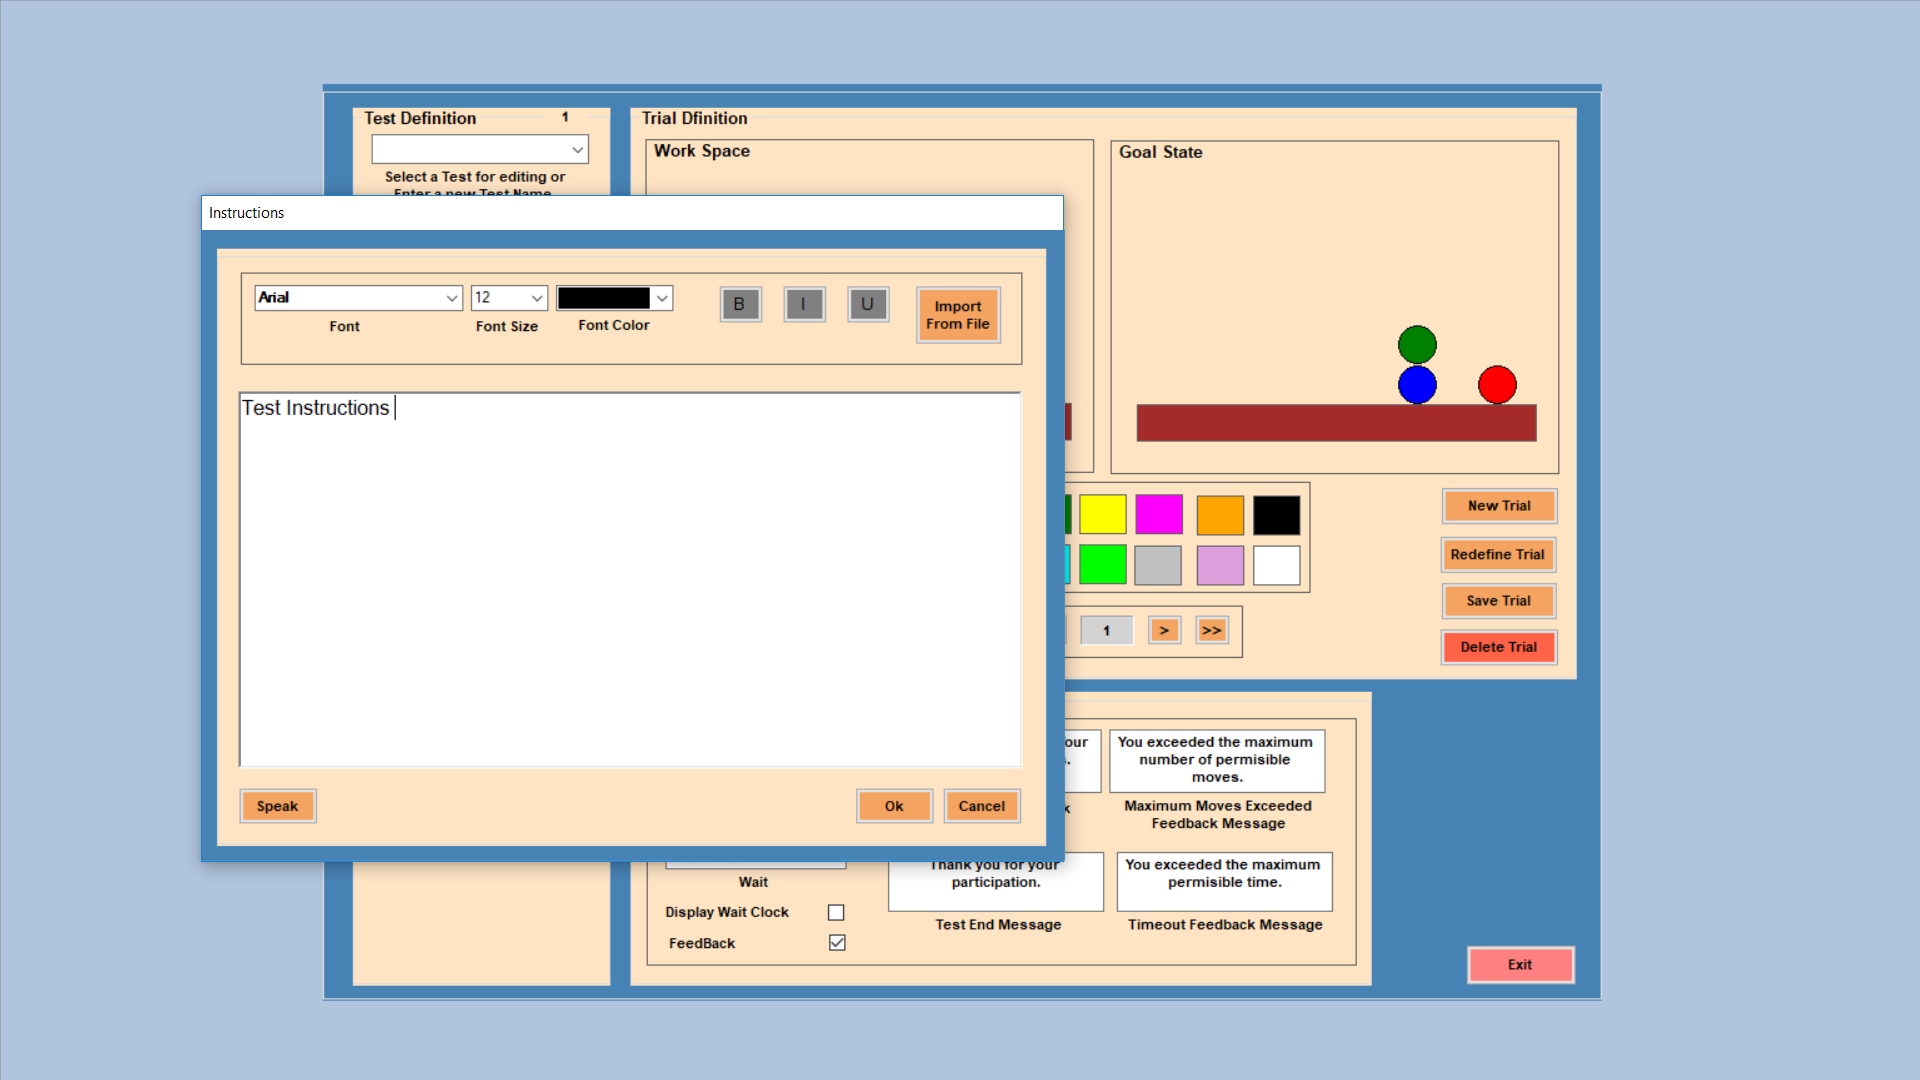 Test Definition 1
Select a Test for editing or
Enter a new Test Name
Trial Dfinition
Work Space
Goal State
Instructions
Arial
12
Font
Font Size
Font Color
B
I
U
Import
From File
Test Instructions
Speak
Ok
Cancel
New Trial
Redefine Trial
Save Trial
Delete Trial
1
>
>>
You exceeded the maximum
number of permisible
moves.
Maximum Moves Exceeded
Feedback Message
Wait
Display Wait Clock
FeedBack
Thank you for your
participation.
Test End Message
You exceeded the maximum
permisible time.
Timeout Feedback Message
Exit